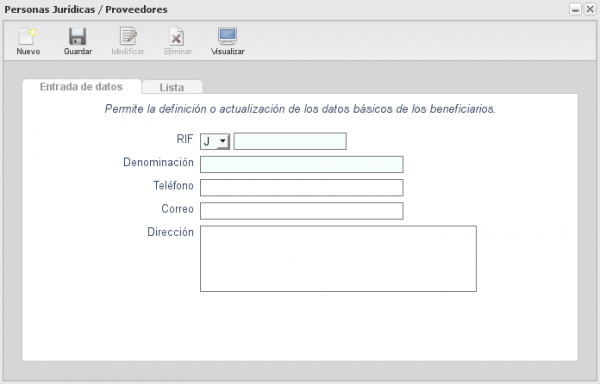 Personas Jurídicas / Proveedores
Nuevo Guardar Modificar Eliminar Visualizar
Entrada de datos Lista
Permite la definición o actualización de los datos básicos de los beneficiarios.
RIF J
Denominación
Teléfono
Correo
Dirección